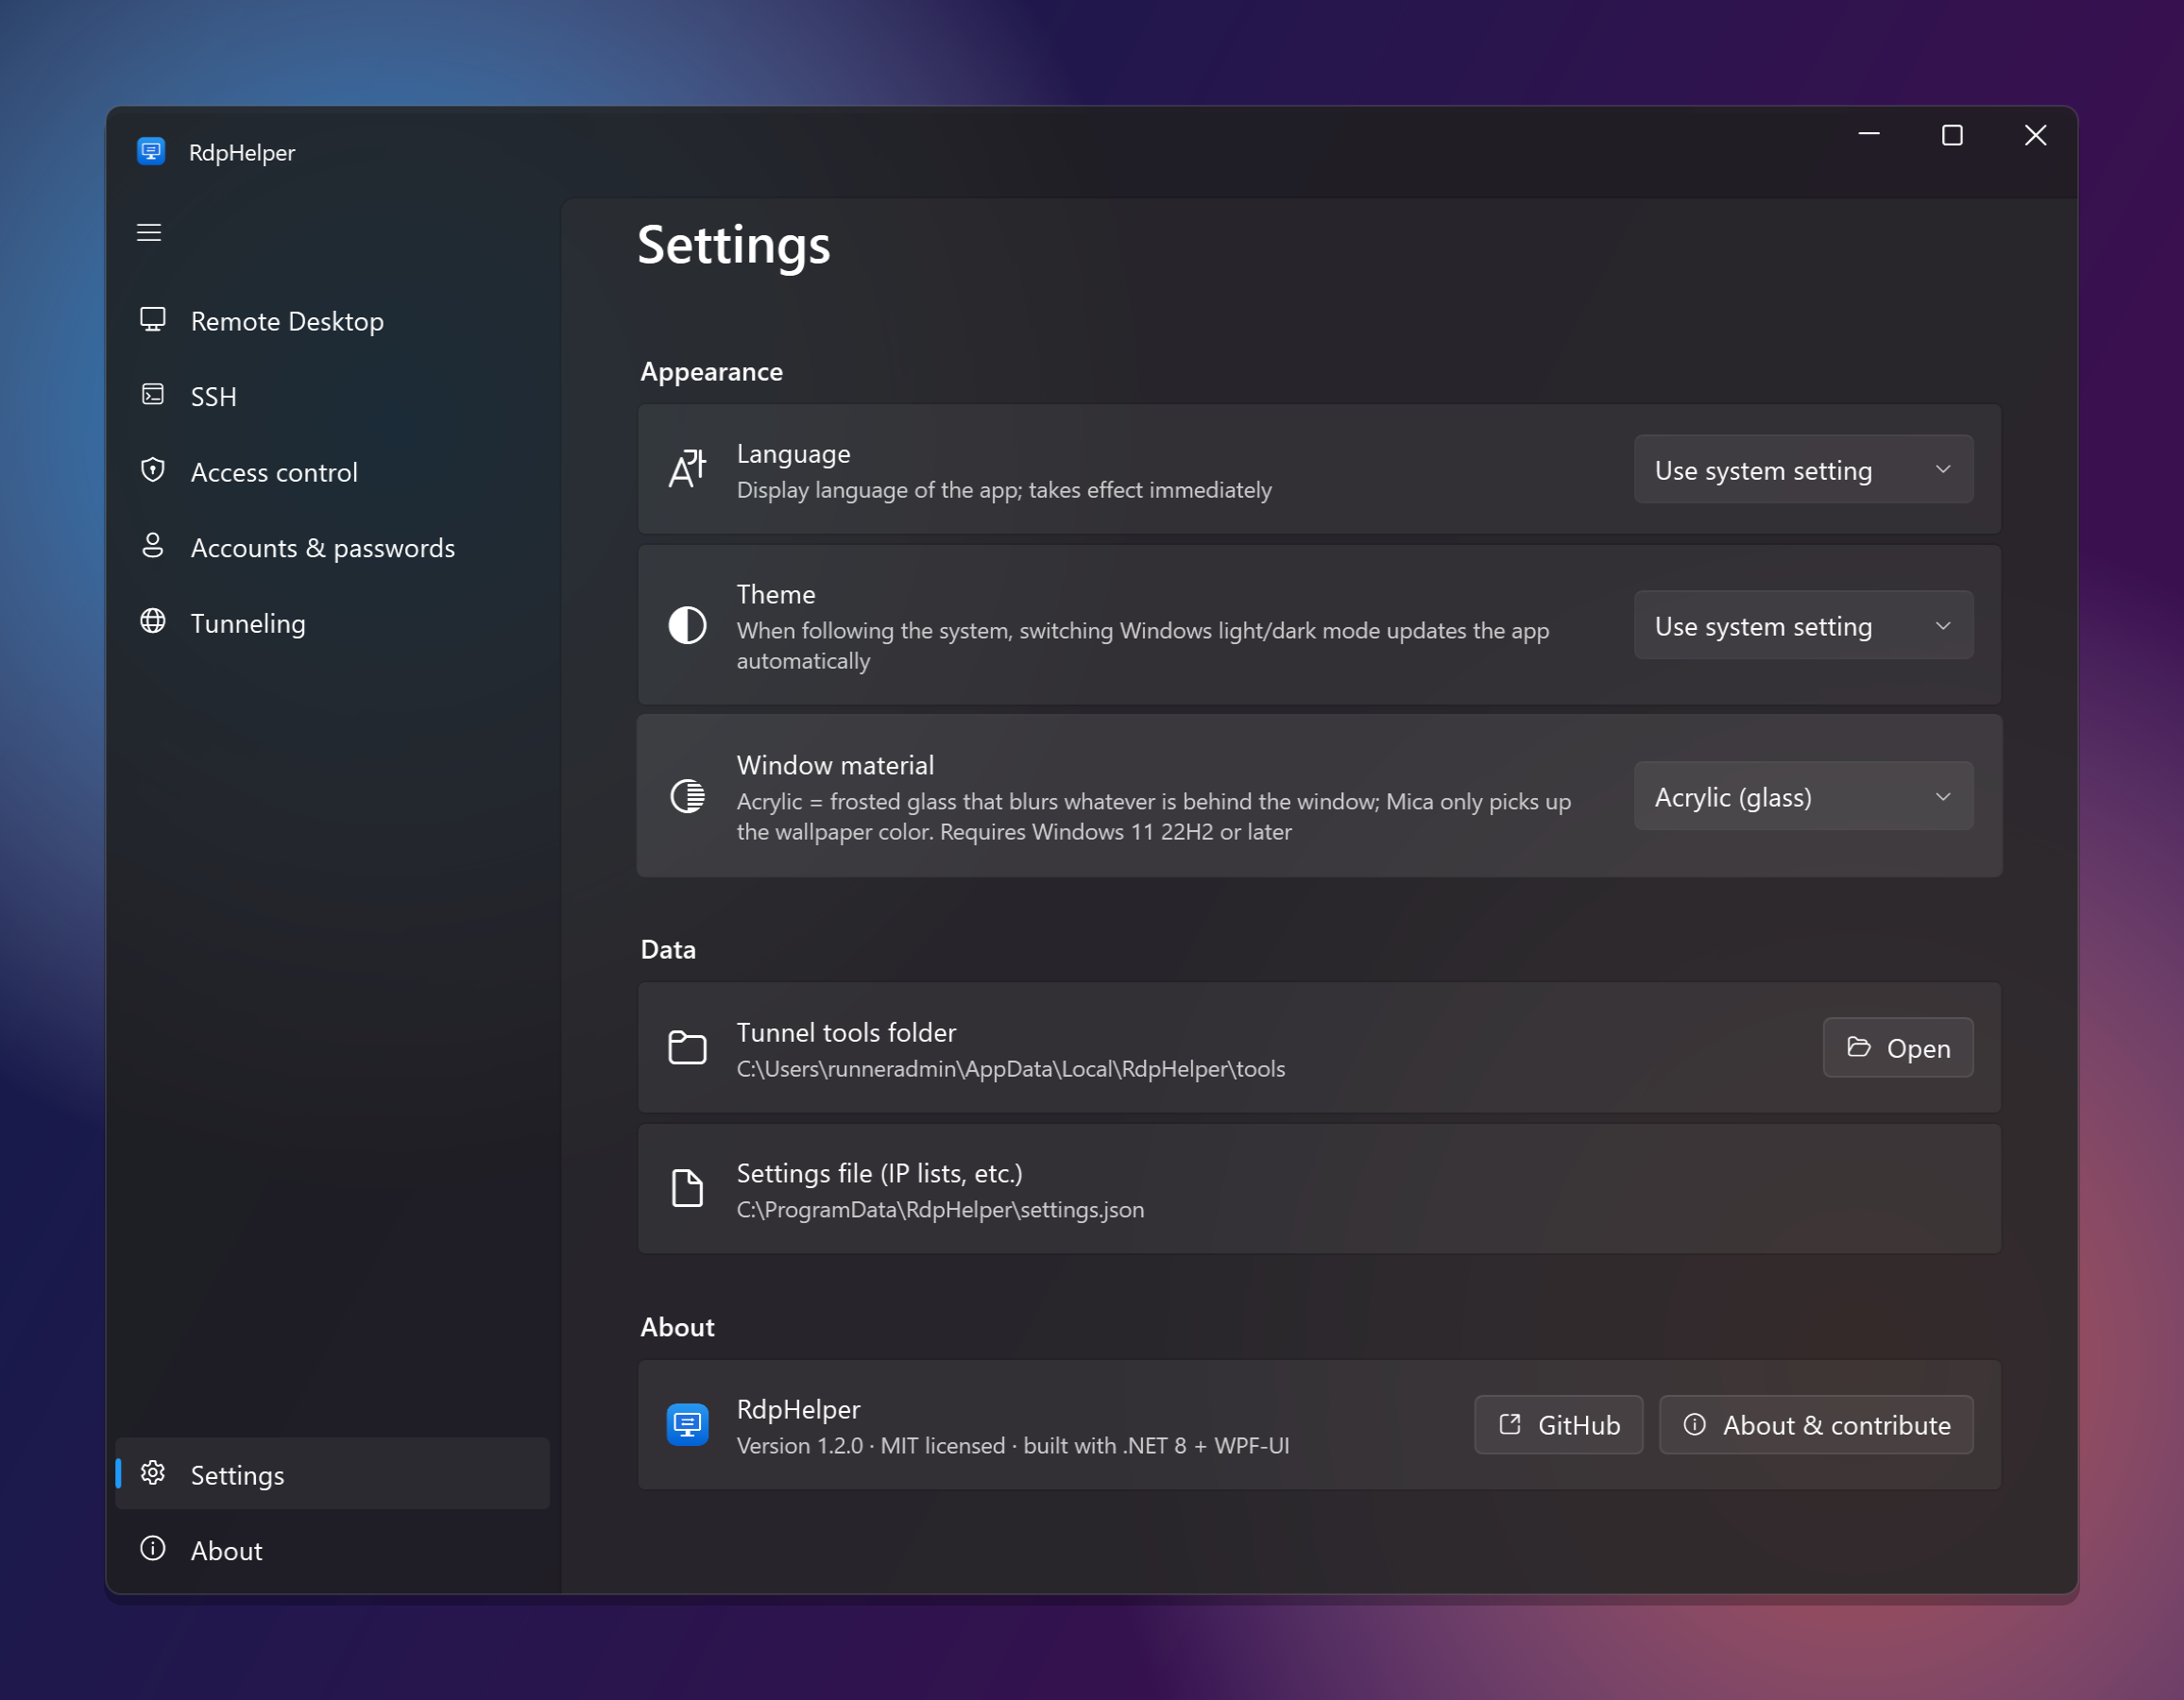 RdpHelper
Remote Desktop
SSH
Access control
Accounts & passwords
Tunneling
Settings
About
Settings
Appearance
Language
Display language of the app; takes effect immediately
Use system setting
Theme
When following the system, switching Windows light/dark mode updates the app
automatically
Use system setting
Window material
Acrylic = frosted glass that blurs whatever is behind the window; Mica only picks up
the wallpaper color. Requires Windows 11 22H2 or later
Acrylic (glass)
Data
Tunnel tools folder
C:\Users\runneradmin\AppData\Local\RdpHelper\tools
Open
Settings file (IP lists, etc.)
C:\ProgramData\RdpHelper\settings.json
About
RdpHelper
Version 1.2.0 · MIT licensed · built with .NET 8 + WPF-UI
GitHub
About & contribute